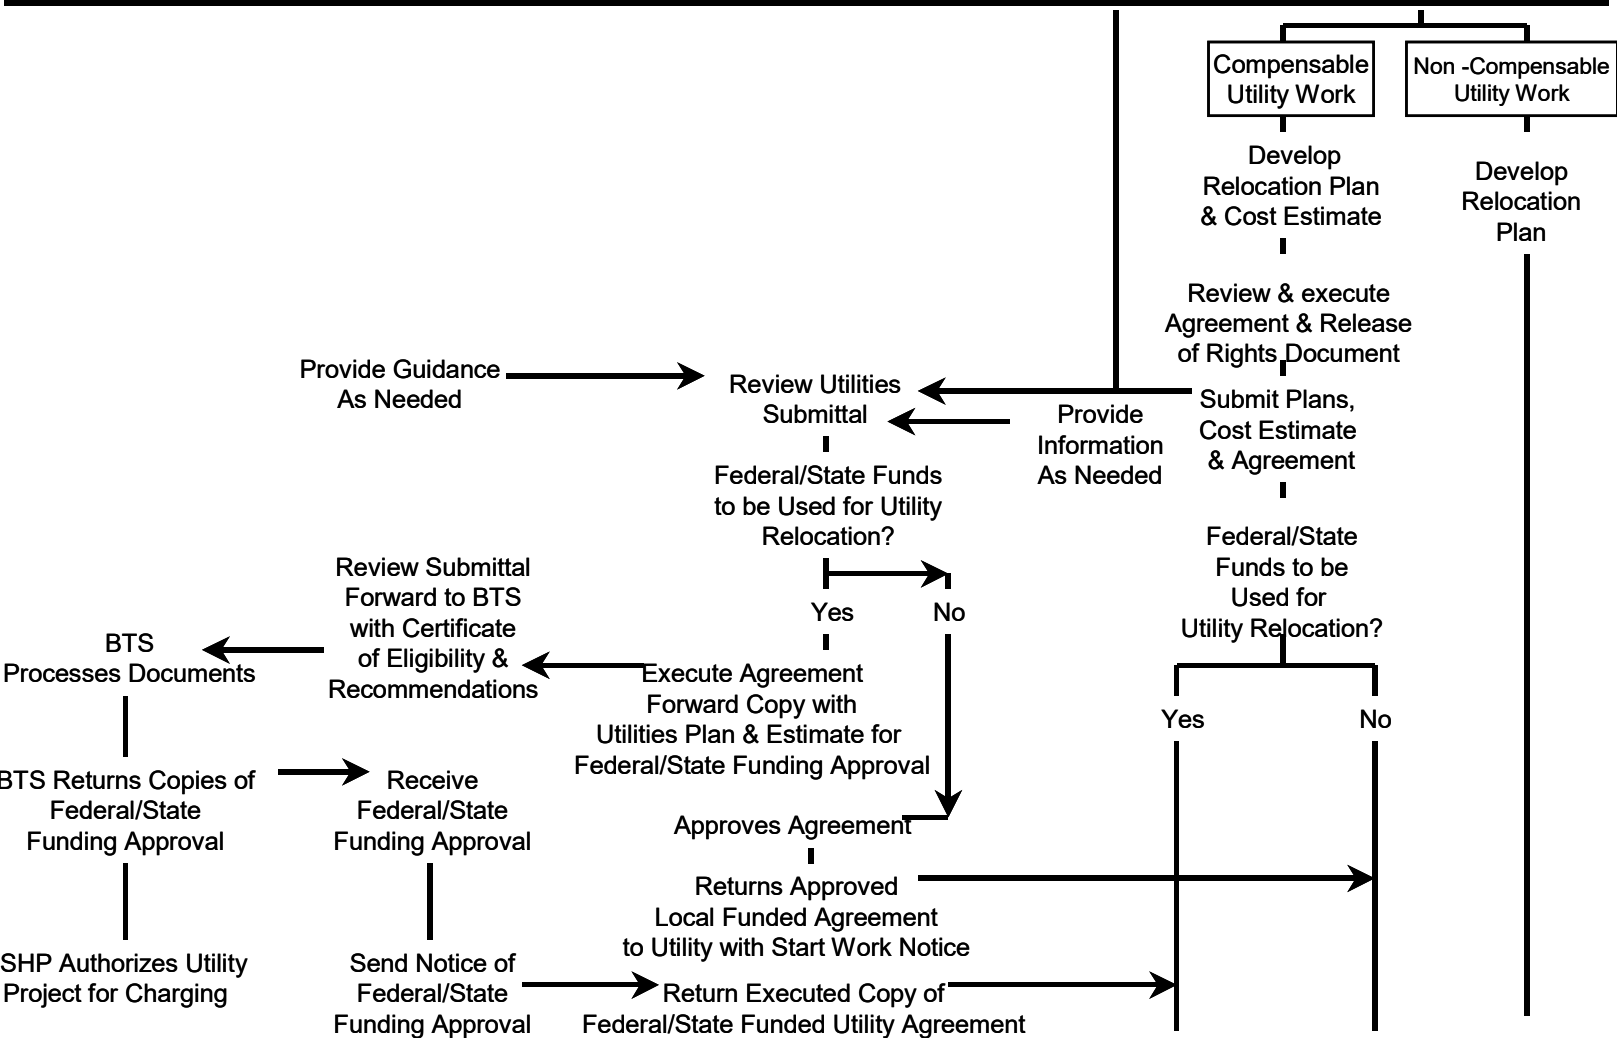 Compensable
Utility Work
Non -Compensable
Utility Work
Develop
Relocation Plan
& Cost Estimate
Develop
Relocation
Plan
Review & execute
Agreement & Release
of Rights Document
Provide Guidance
As Needed
Review Utilities
Submittal
Provide
Information
As Needed
Submit Plans,
Cost Estimate
& Agreement
Federal/State Funds
to be Used for Utility
Relocation?
Federal/State
Funds to be
Used for
Utility Relocation?
Yes
No
Review Submittal
Forward to BTS
with Certificate
of Eligibility &
Recommendations
BTS
Processes Documents
Execute Agreement
Forward Copy with
Utilities Plan & Estimate for
Federal/State Funding Approval
Yes
No
BTS Returns Copies of
Federal/State
Funding Approval
Receive
Federal/State
Funding Approval
Approves Agreement
Returns Approved
Local Funded Agreement
to Utility with Start Work Notice
SHP Authorizes Utility
Project for Charging
Send Notice of
Federal/State
Funding Approval
Return Executed Copy of
Federal/State Funded Utility Agreement